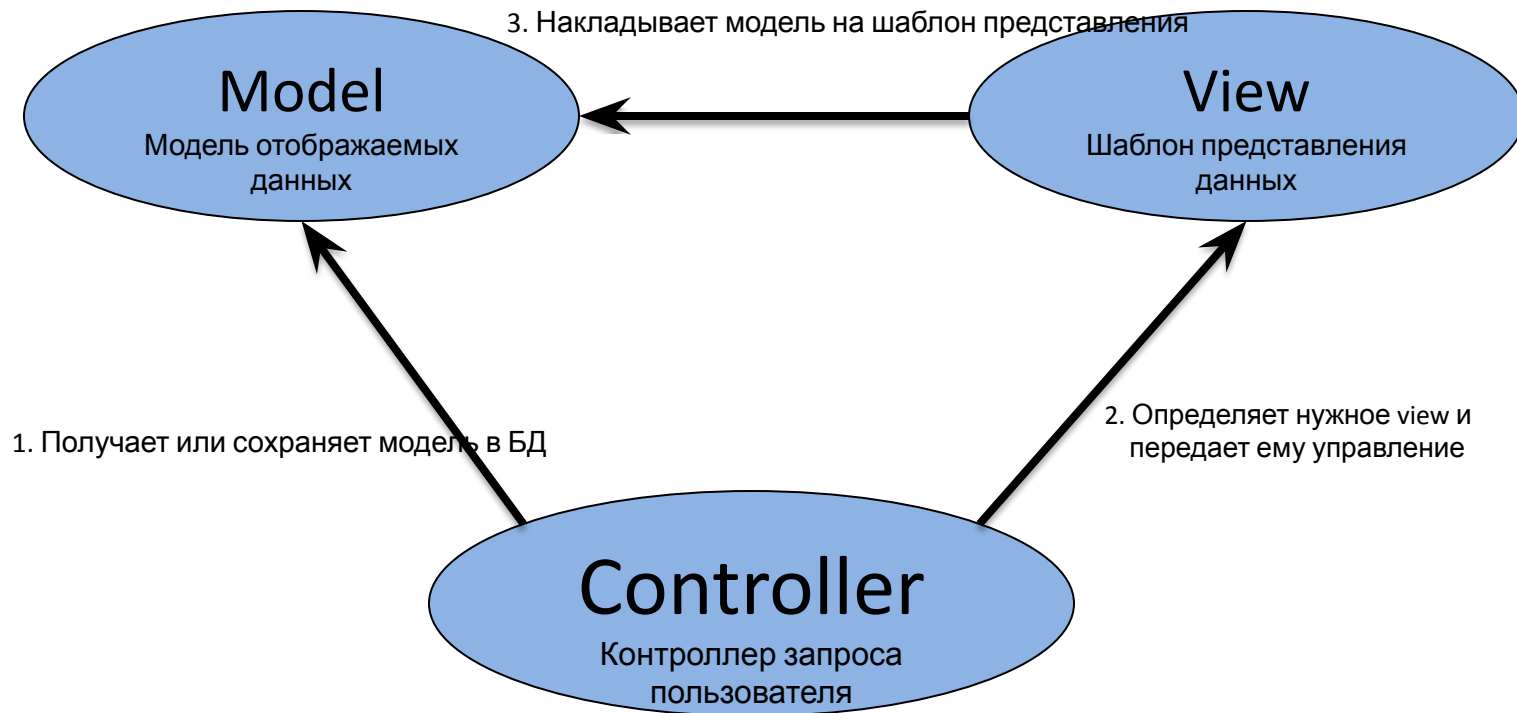 3. Накладывает модель на шаблон представления
Model
Модель отображаемых
данных
View
Шаблон представления
данных
1. Получает или сохраняет модель в БД
2. Определяет нужное view и
передает ему управление
Controller
Контроллер запроса
пользователя